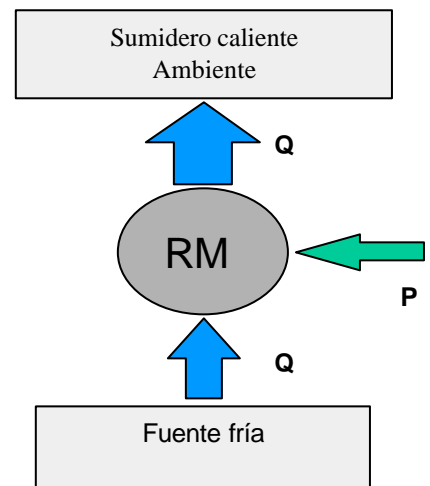 Sumidero caliente
Ambiente
Q
RM
P
Q
Fuente fría